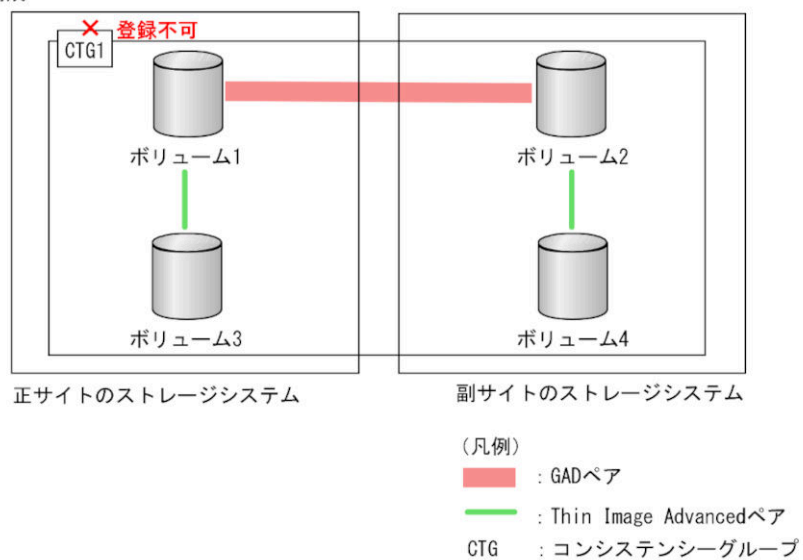 登録不可
CTG1
ボリューム1
ボリューム2
ボリューム3
ボリューム4
正サイトのストレージシステム
副サイトのストレージシステム
(凡例)
: GADペア
: Thin Image Advancedペア
CTG : コンシステンシーグループ